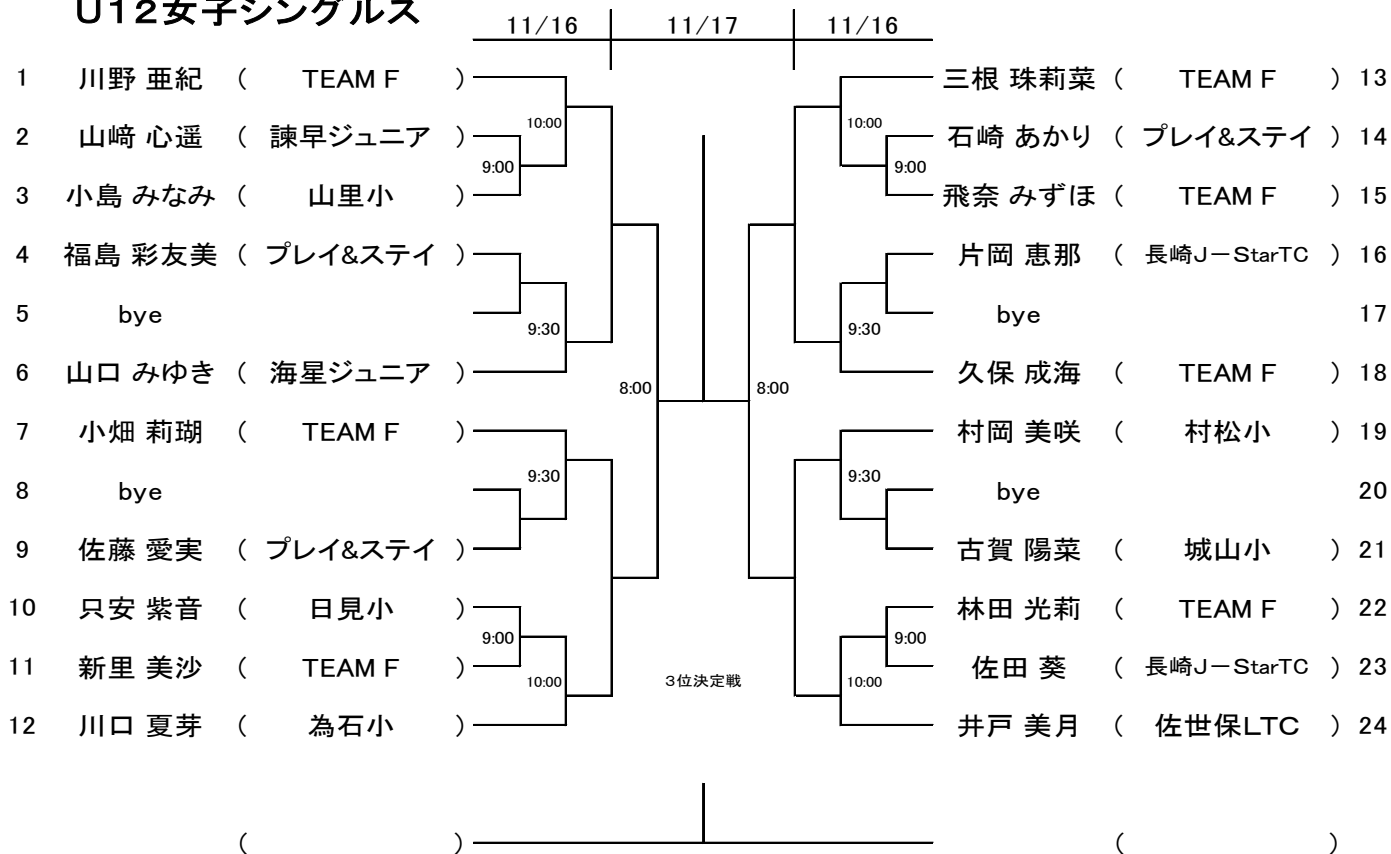 U12女子シングルス
11/16 11/17 11/16
1 川野 亜紀 ( TEAM F ) 三根 珠莉菜 ( TEAM F ) 13
10:00 10:00
2 山﨑 心遥 ( 諫早ジュニア ) 石崎 あかり ( プレイ&ステイ ) 14
9:00 9:00
3 小島 みなみ ( 山里小 ) 飛奈 みずほ ( TEAM F ) 15
4 福島 彩友美 ( プレイ&ステイ ) 片岡 恵那 ( 長崎J－StarTC ) 16
5 bye bye 17
9:30 9:30
6 山口 みゆき ( 海星ジュニア ) 久保 成海 ( TEAM F ) 18
8:00 8:00
7 小畑 莉瑚 ( TEAM F ) 村岡 美咲 ( 村松小 ) 19
9:30 9:30
8 bye bye 20
9 佐藤 愛実 ( プレイ&ステイ ) 古賀 陽菜 ( 城山小 ) 21
10 只安 紫音 ( 日見小 ) 林田 光莉 ( TEAM F ) 22
9:00 9:00
11 新里 美沙 ( TEAM F ) 佐田 葵 ( 長崎J－StarTC ) 23
10:00 3位決定戦 10:00
12 川口 夏芽 ( 為石小 ) 井戸 美月 ( 佐世保LTC ) 24
( ) ( )